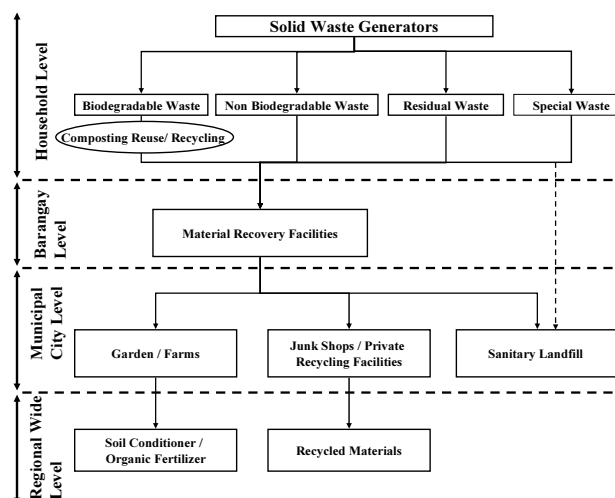 Solid Waste Generators
Household Level
Biodegradable Waste
Non Biodegradable Waste
Residual Waste
Special Waste
Composting Reuse/ Recycling
Barangay
Level
Material Recovery Facilities
Municipal
City Level
Garden / Farms
Junk Shops / Private
Recycling Facilities
Sanitary Landfill
Regional Wide
Level
Soil Conditioner /
Organic Fertilizer
Recycled Materials